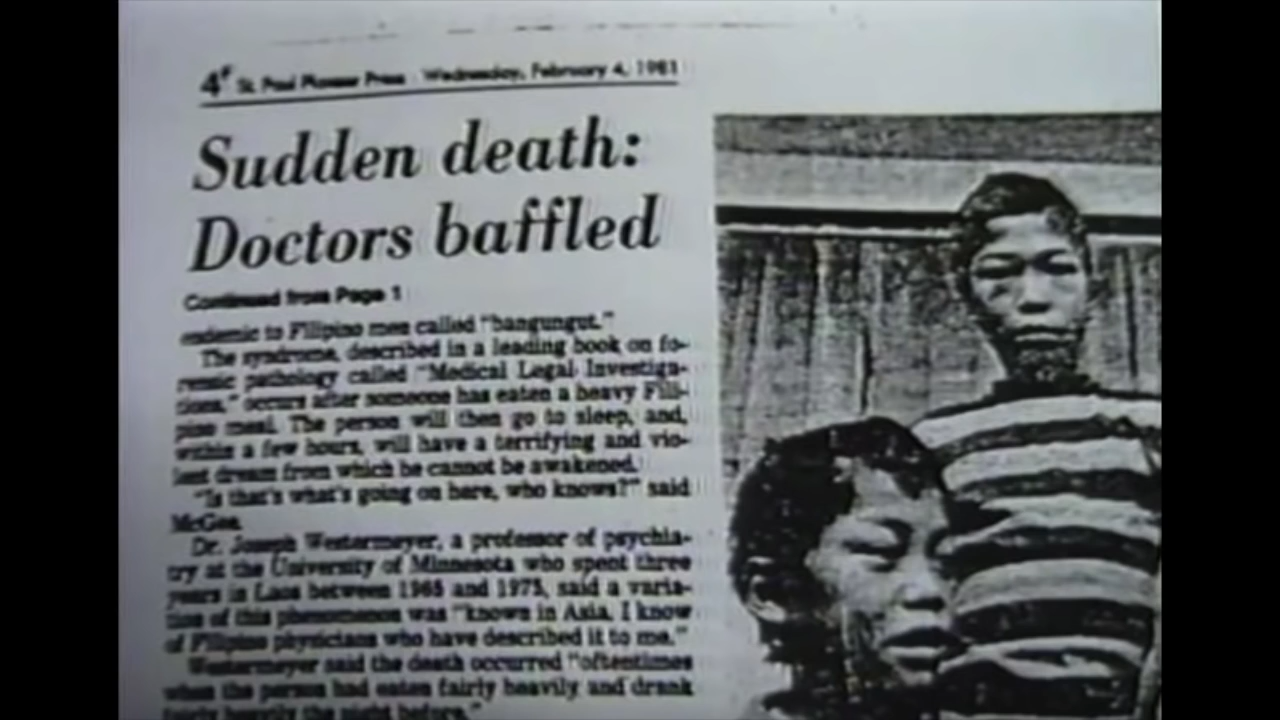 4F St. Paul Pioneer Press Wednesday, February 4, 1981
Sudden death:
Doctors baffled
Continued from Page 1
endemic to Filipino men called "bangungut."
The syndrome, described in a leading book on fo-
rensic pathology called "Medical Legal Investiga-
tions," occurs after someone has eaten a heavy Fili-
pino meal. The person will then go to sleep, and,
within a few hours, will have a terrifying and vio-
lent dream from which he cannot be awakened.
"Is that's what's going on here, who knows?" said
McGee.
Dr. Joseph Westermeyer, a professor of psychia-
try at the University of Minnesota who spent three
years in Laos between 1965 and 1975, said a varia-
tion of this phenomenon was "known in Asia. I know
of Filipino physicians who have described it to me."
Westermeyer said the death occurred "oftentimes
when the person had eaten fairly heavily and drank
fairly heavily the night before."